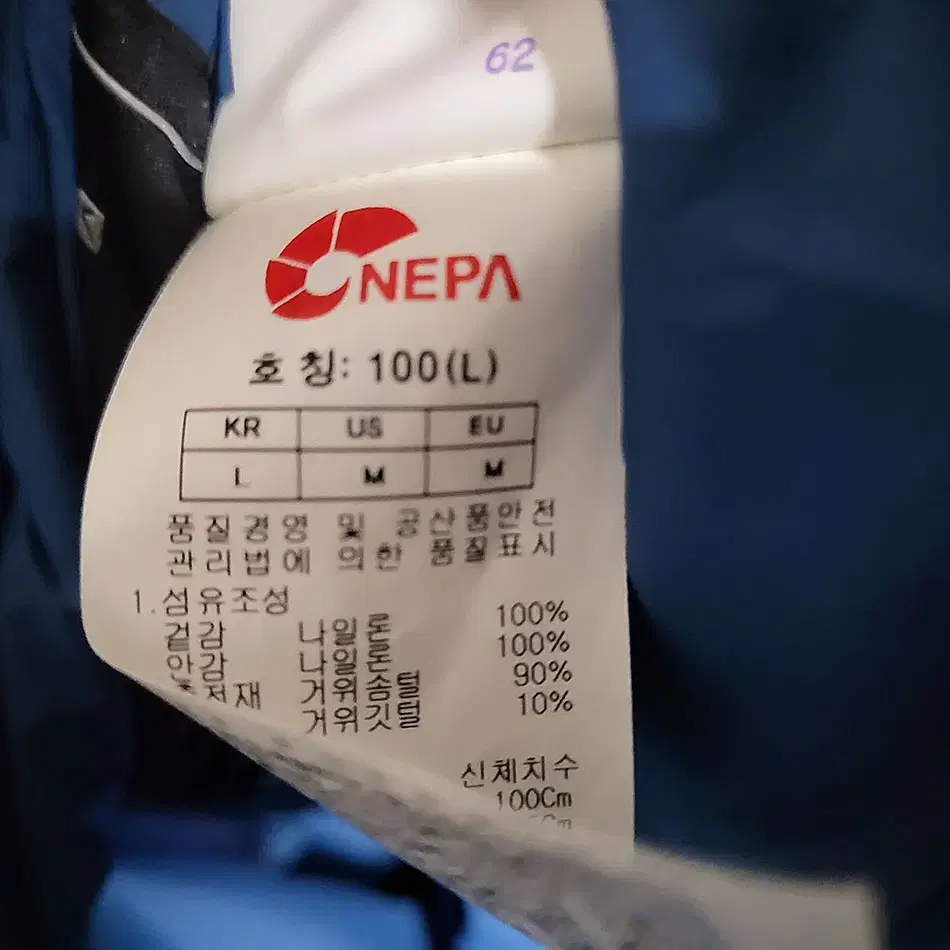 62
NEPA
호칭: 100(L)
KR US EU
L M M
품질경영 및 공산품안전
관리법에 의한 품질표시
1.섬유조성
겉감 나일론 100%
안감 나일론 100%
거위솜털 90%
거위깃털 10%
신체치수
100Cm